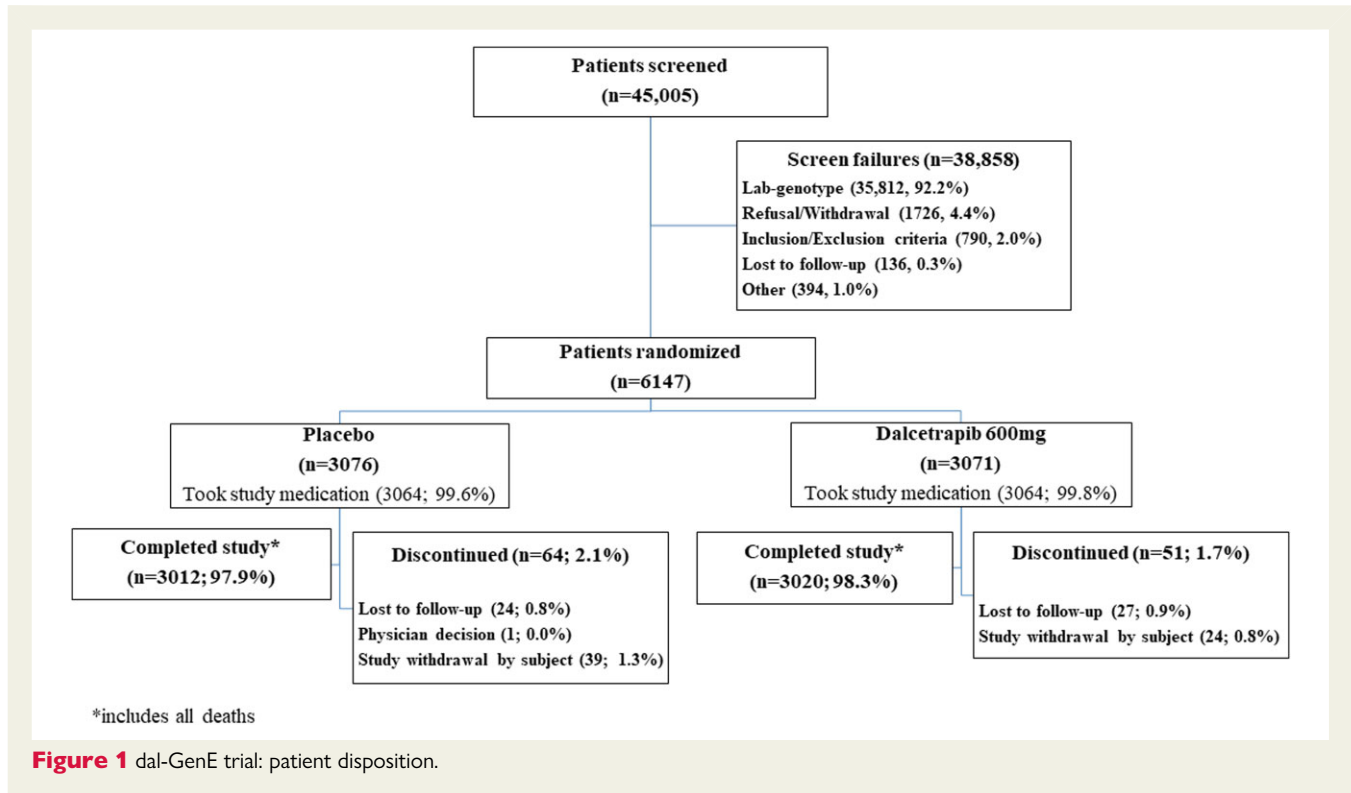 Patients screened
(n=45,005)
Screen failures (n=38,858)
Lab-genotype (35,812, 92.2%)
Refusal/Withdrawal (1726, 4.4%)
Inclusion/Exclusion criteria (790, 2.0%)
Lost to follow-up (136, 0.3%)
Other (394, 1.0%)
Patients randomized
(n=6147)
Placebo
(n=3076)
Took study medication (3064; 99.6%)
Dalcetrapib 600mg
(n=3071)
Took study medication (3064; 99.8%)
Completed study*
(n=3012; 97.9%)
Discontinued (n=64; 2.1%)
Lost to follow-up (24; 0.8%)
Physician decision (1; 0.0%)
Study withdrawal by subject (39; 1.3%)
Completed study*
(n=3020; 98.3%)
Discontinued (n=51; 1.7%)
Lost to follow-up (27; 0.9%)
Study withdrawal by subject (24; 0.8%)
*includes all deaths
Figure 1 dal-GenE trial: patient disposition.